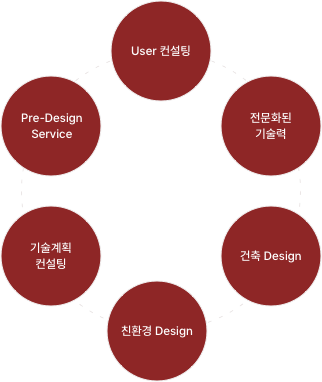 User 컨설팅
Pre-Design
Service
전문화된
기술력
기술계획
컨설팅
건축 Design
친환경 Design